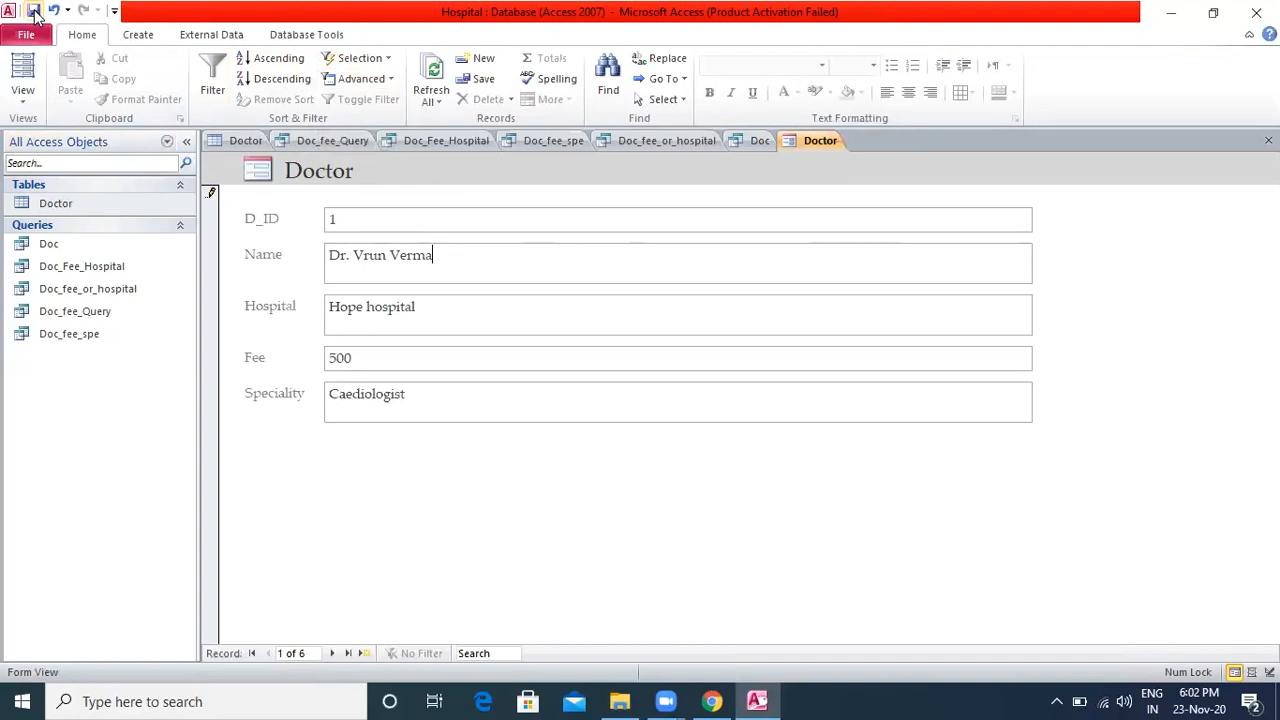 Hospital : Database (Access 2007) - Microsoft Access (Product Activation Failed)
File Home Create External Data Database Tools
View
Views
Paste
Cut
Copy
Format Painter
Clipboard
Filter
Ascending
Descending
Remove Sort
Selection
Advanced
Toggle Filter
Sort & Filter
Refresh All
New
Save
Delete
Totals
Spelling
More
Records
Find
Replace
Go To
Select
Find
B I U A
Text Formatting
All Access Objects
Search...
Tables
Doctor
Queries
Doc
Doc_Fee_Hospital
Doc_fee_or_hospital
Doc_fee_Query
Doc_fee_spe
Doctor Doc_fee_Query Doc_Fee_Hospital Doc_fee_spe Doc_fee_or_hospital Doc Doctor
Doctor
D_ID 1
Name Dr. Vrun Verma
Hospital Hope hospital
Fee 500
Speciality Caediologist
Record: 1 of 6 No Filter Search
Form View Num Lock
Type here to search
ENG 6:02 PM
IN 23-Nov-20 2